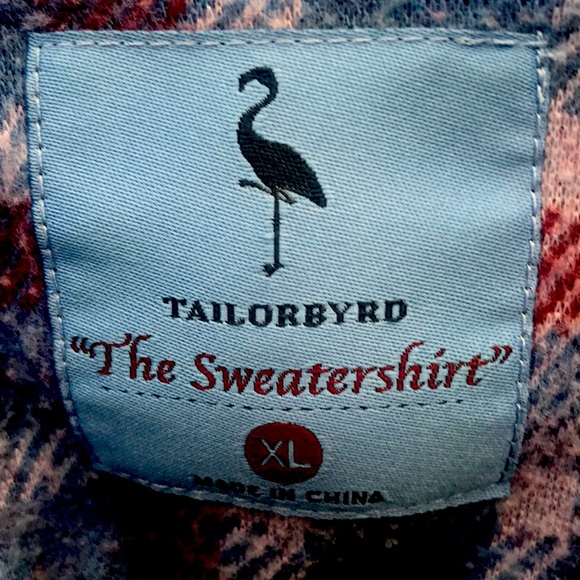 TAILORBYRD
“The Sweatershirt”
XL
MADE IN CHINA